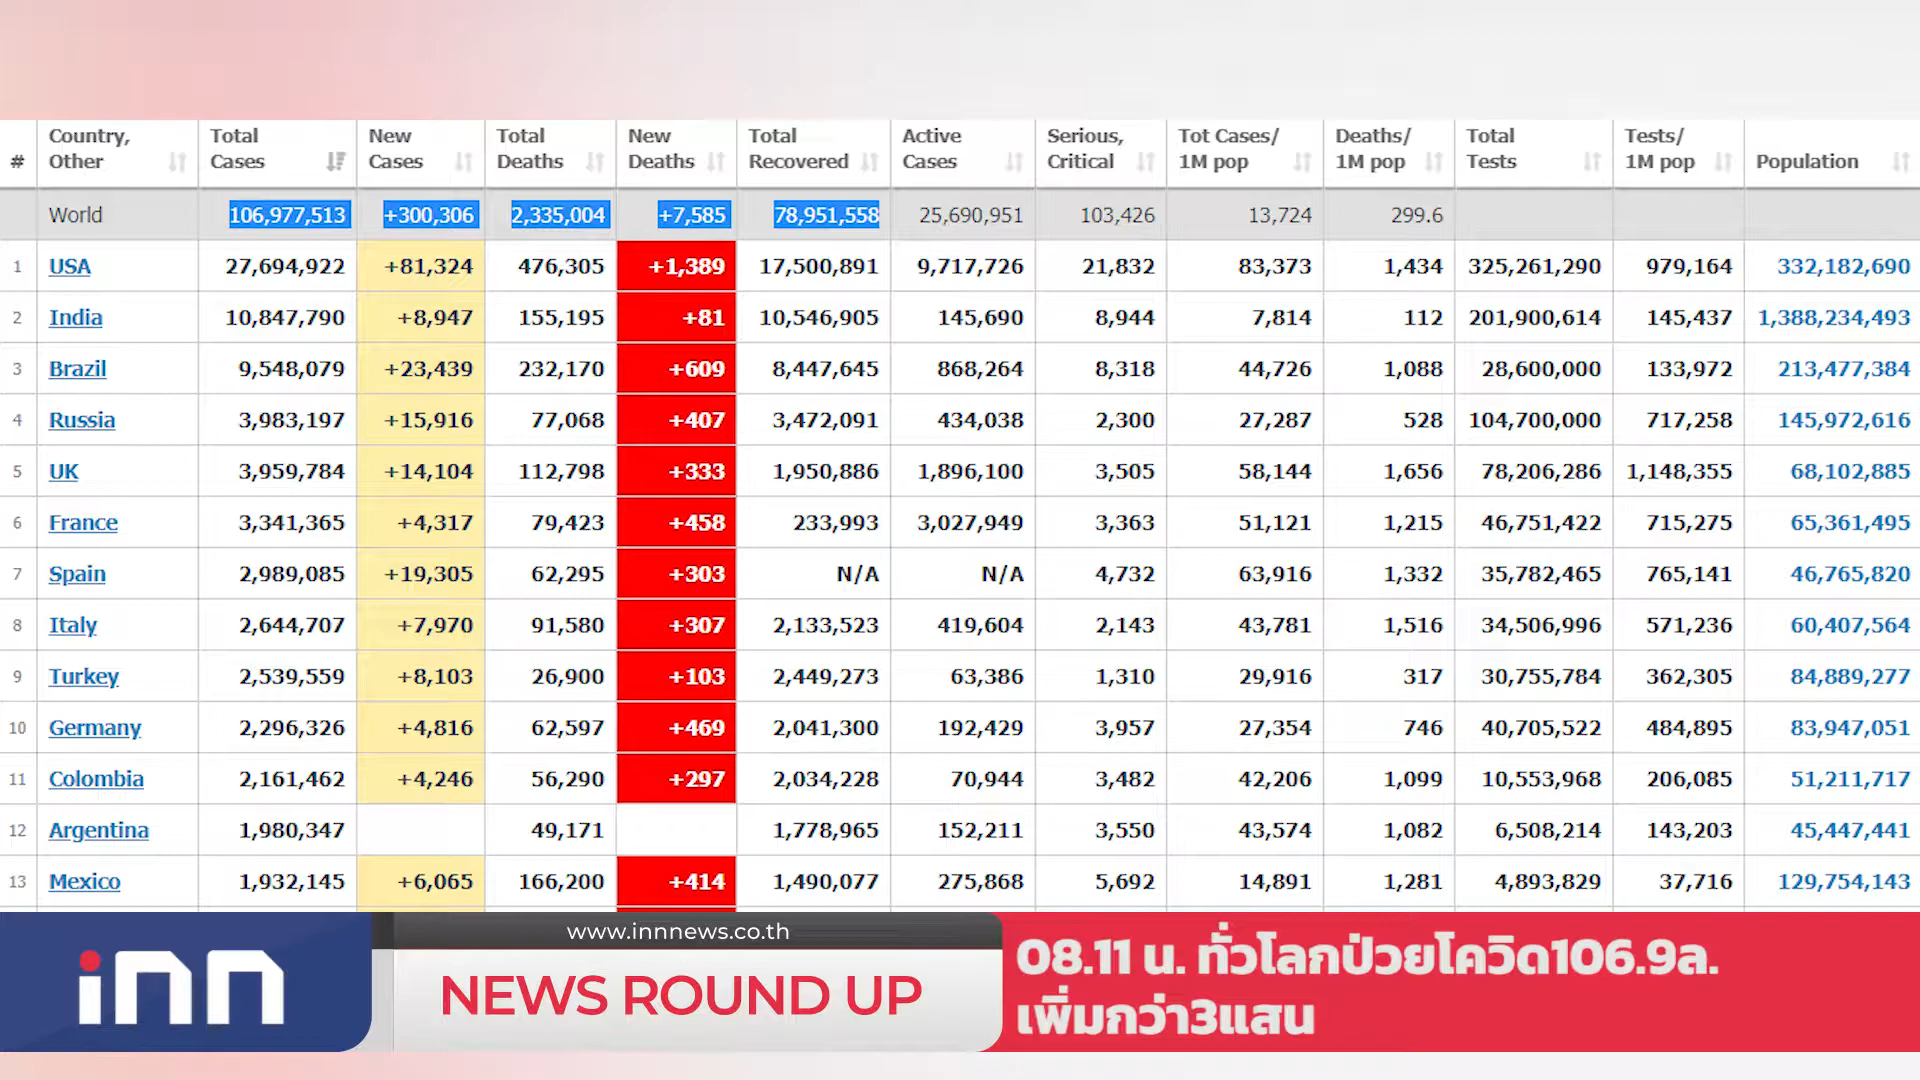 # Country, Other Total Cases New Cases Total Deaths New Deaths Total Recovered Active Cases Serious, Critical Tot Cases/ 1M pop Deaths/ 1M pop Total Tests Tests/ 1M pop Population
World 106,977,513 +300,306 2,335,004 +7,585 78,951,558 25,690,951 103,426 13,724 299.6
1 USA 27,694,922 +81,324 476,305 +1,389 17,500,891 9,717,726 21,832 83,373 1,434 325,261,290 979,164 332,182,690
2 India 10,847,790 +8,947 155,195 +81 10,546,905 145,690 8,944 7,814 112 201,900,614 145,437 1,388,234,493
3 Brazil 9,548,079 +23,439 232,170 +609 8,447,645 868,264 8,318 44,726 1,088 28,600,000 133,972 213,477,384
4 Russia 3,983,197 +15,916 77,068 +407 3,472,091 434,038 2,300 27,287 528 104,700,000 717,258 145,972,616
5 UK 3,959,784 +14,104 112,798 +333 1,950,886 1,896,100 3,505 58,144 1,656 78,206,286 1,148,355 68,102,885
6 France 3,341,365 +4,317 79,423 +458 233,993 3,027,949 3,363 51,121 1,215 46,751,422 715,275 65,361,495
7 Spain 2,989,085 +19,305 62,295 +303 N/A N/A 4,732 63,916 1,332 35,782,465 765,141 46,765,820
8 Italy 2,644,707 +7,970 91,580 +307 2,133,523 419,604 2,143 43,781 1,516 34,506,996 571,236 60,407,564
9 Turkey 2,539,559 +8,103 26,900 +103 2,449,273 63,386 1,310 29,916 317 30,755,784 362,305 84,889,277
10 Germany 2,296,326 +4,816 62,597 +469 2,041,300 192,429 3,957 27,354 746 40,705,522 484,895 83,947,051
11 Colombia 2,161,462 +4,246 56,290 +297 2,034,228 70,944 3,482 42,206 1,099 10,553,968 206,085 51,211,717
12 Argentina 1,980,347 49,171 1,778,965 152,211 3,550 43,574 1,082 6,508,214 143,203 45,447,441
13 Mexico 1,932,145 +6,065 166,200 +414 1,490,077 275,868 5,692 14,891 1,281 4,893,829 37,716 129,754,143
inn
www.innnews.co.th
NEWS ROUND UP
08.11 น. ทั่วโลกป่วยโควิด106.9ล.
เพิ่มกว่า3แสน